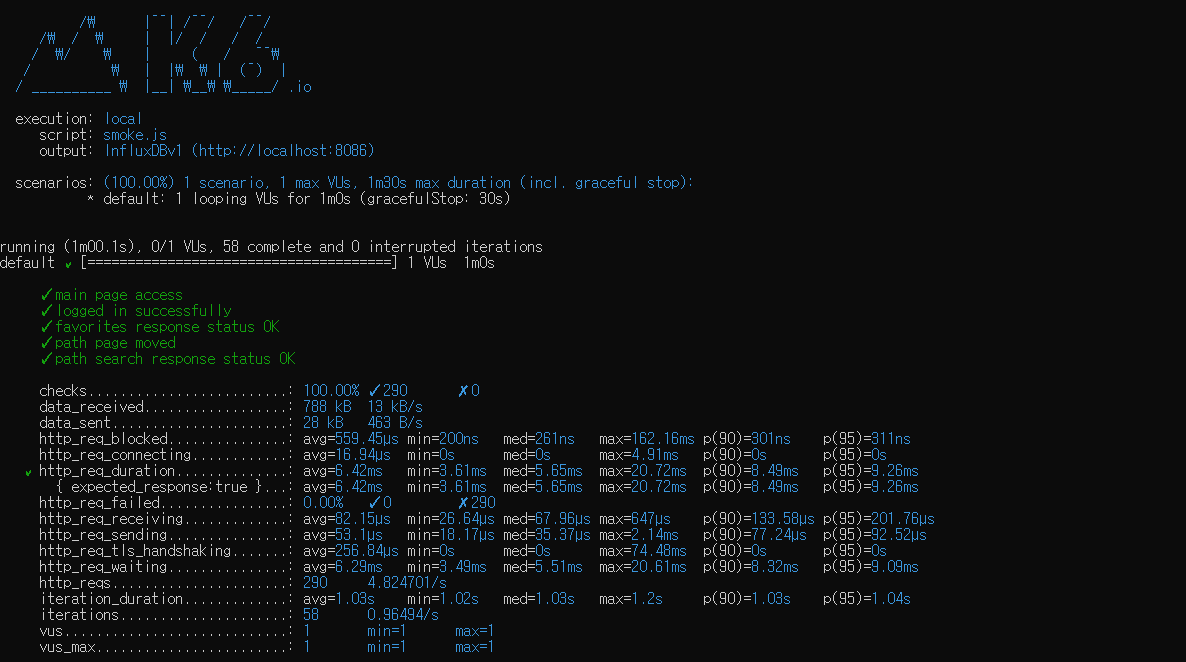 /₩ |‾‾| /‾‾/ /‾‾/
/₩ / ₩ | |/ / / /
/ ₩/ ₩ | ( / ‾‾₩
/ ₩ | |₩ ₩ | (‾) |
/ __________ ₩ |__| ₩__₩ ₩_____/ .io
execution: local
script: smoke.js
output: InfluxDBv1 (http://localhost:8086)
scenarios: (100.00%) 1 scenario, 1 max VUs, 1m30s max duration (incl. graceful stop):
* default: 1 looping VUs for 1m0s (gracefulStop: 30s)
running (1m00.1s), 0/1 VUs, 58 complete and 0 interrupted iterations
default ✔ [======================================] 1 VUs 1m0s
✓ main page access
✓ logged in successfully
✓ favorites response status OK
✓ path page moved
✓ path search response status OK
checks.........................: 100.00% ✓ 290 ✗ 0
data_received..................: 788 kB 13 kB/s
data_sent......................: 28 kB 463 B/s
http_req_blocked...............: avg=559.45µs min=200ns med=261ns max=162.16ms p(90)=301ns p(95)=311ns
http_req_connecting............: avg=16.94µs min=0s med=0s max=4.91ms p(90)=0s p(95)=0s
✔ http_req_duration..............: avg=6.42ms min=3.61ms med=5.65ms max=20.72ms p(90)=8.49ms p(95)=9.26ms
{ expected_response:true }...: avg=6.42ms min=3.61ms med=5.65ms max=20.72ms p(90)=8.49ms p(95)=9.26ms
http_req_failed................: 0.00% ✓ 0 ✗ 290
http_req_receiving.............: avg=82.15µs min=26.64µs med=67.96µs max=647µs p(90)=133.58µs p(95)=201.76µs
http_req_sending...............: avg=53.1µs min=18.17µs med=35.37µs max=2.14ms p(90)=77.24µs p(95)=92.52µs
http_req_tls_handshaking.......: avg=256.84µs min=0s med=0s max=74.48ms p(90)=0s p(95)=0s
http_req_waiting...............: avg=6.29ms min=3.49ms med=5.51ms max=20.61ms p(90)=8.32ms p(95)=9.09ms
http_reqs......................: 290 4.824701/s
iteration_duration.............: avg=1.03s min=1.02s med=1.03s max=1.2s p(90)=1.03s p(95)=1.04s
iterations.....................: 58 0.96494/s
vus............................: 1 min=1 max=1
vus_max........................: 1 min=1 max=1